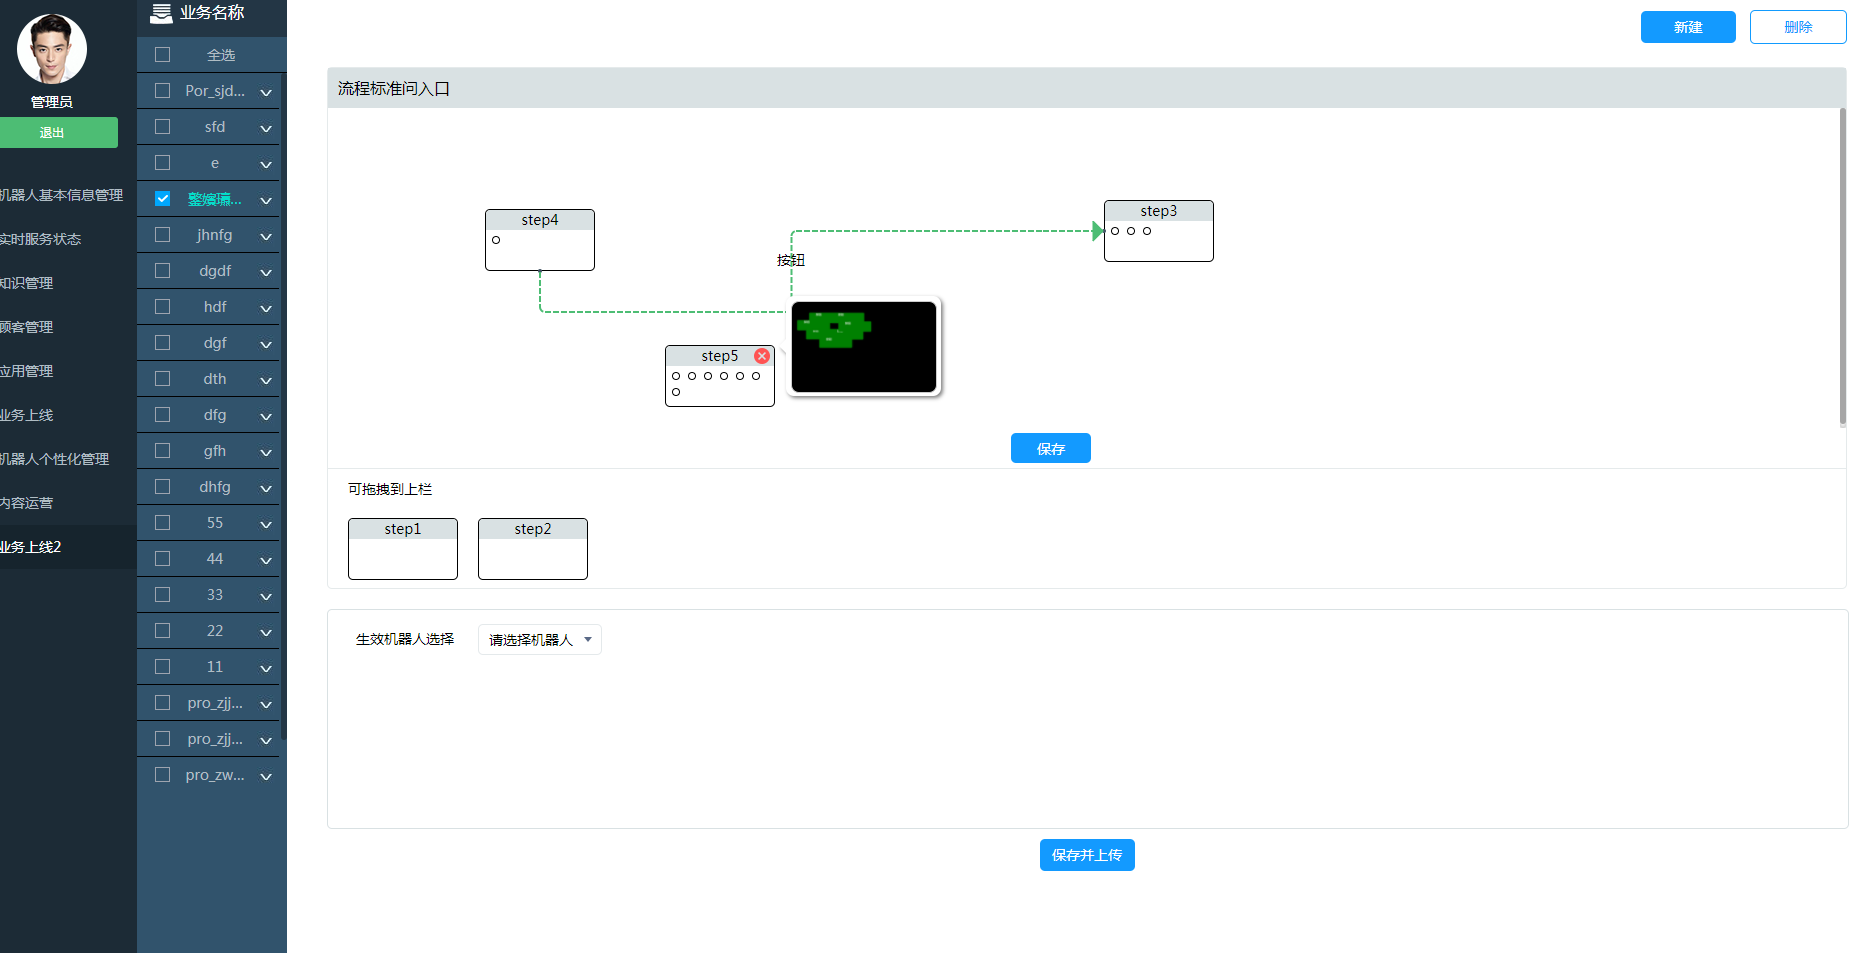 管理员
退出
机器人基本信息管理
实时服务状态
知识管理
顾客管理
应用管理
业务上线
机器人个性化管理
内容运营
业务上线2
业务名称
全选
Por_sjd...
sfd
e
jhnfg
dgdf
hdf
dgf
dth
dfg
gfh
dhfg
55
44
33
22
11
pro_zjj...
pro_zjj...
pro_zw...
新建
删除
流程标准问入口
step4
step3
按钮
step5
保存
可拖拽到上栏
step1
step2
生效机器人选择
请选择机器人
保存并上传